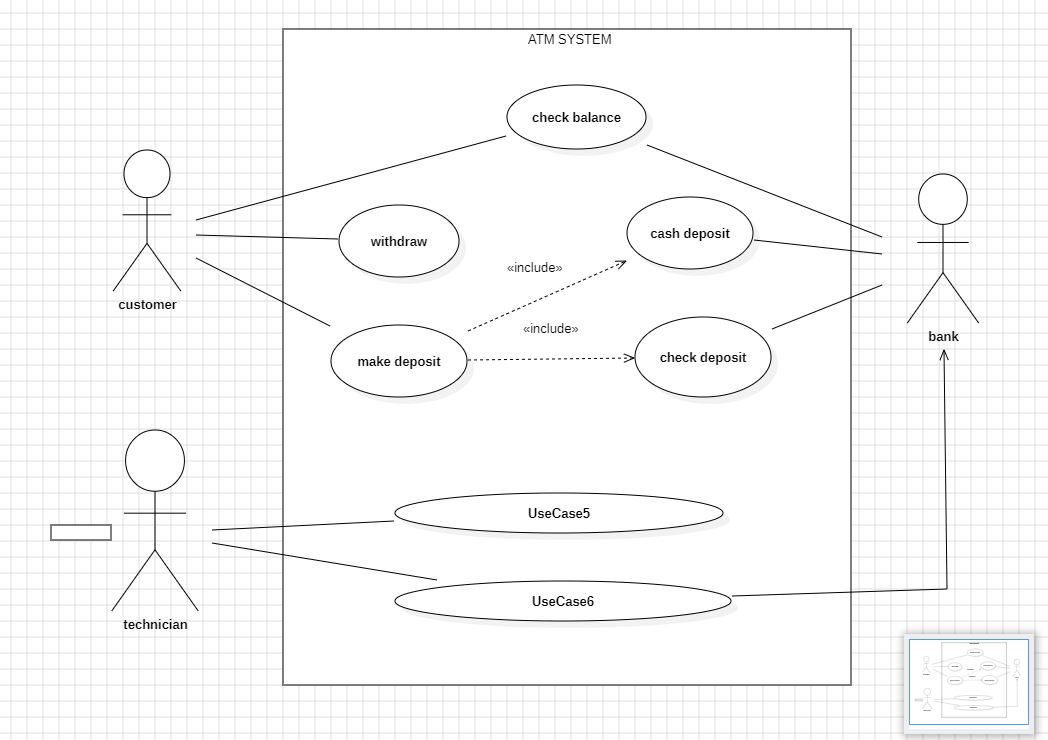 ATM SYSTEM
check balance
withdraw
cash deposit
«include»
customer
«include»
bank
make deposit
check deposit
UseCase5
UseCase6
technician